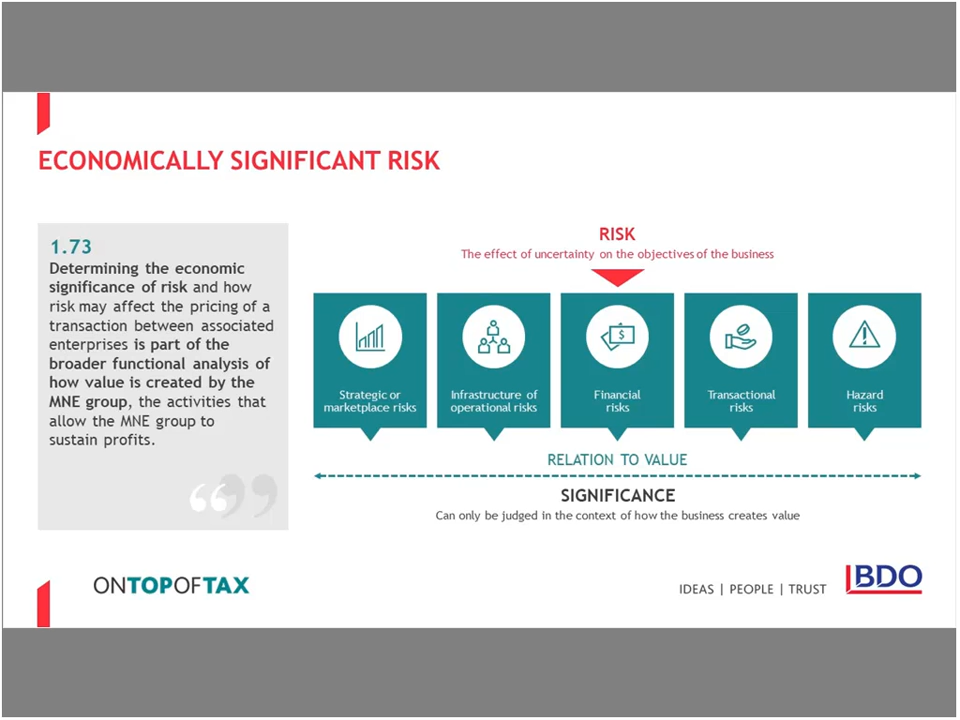 ECONOMICALLY SIGNIFICANT RISK
1.73
Determining the economic
significance of risk and how
risk may affect the pricing of a
transaction between associated
enterprises is part of the
broader functional analysis of
how value is created by the
MNE group, the activities that
allow the MNE group to
sustain profits.
RISK
The effect of uncertainty on the objectives of the business
$
Strategic or
marketplace risks
Infrastructure of
operational risks
Financial
risks
Transactional
risks
Hazard
risks
RELATION TO VALUE
SIGNIFICANCE
Can only be judged in the context of how the business creates value
ONTOPOFTAX
IDEAS | PEOPLE | TRUST
BDO